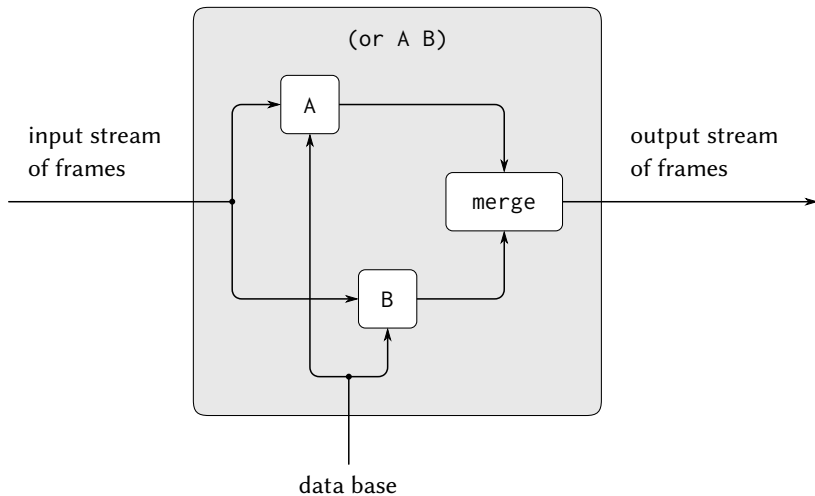 (or A B)
A
input stream
of frames
output stream
of frames
merge
B
data base